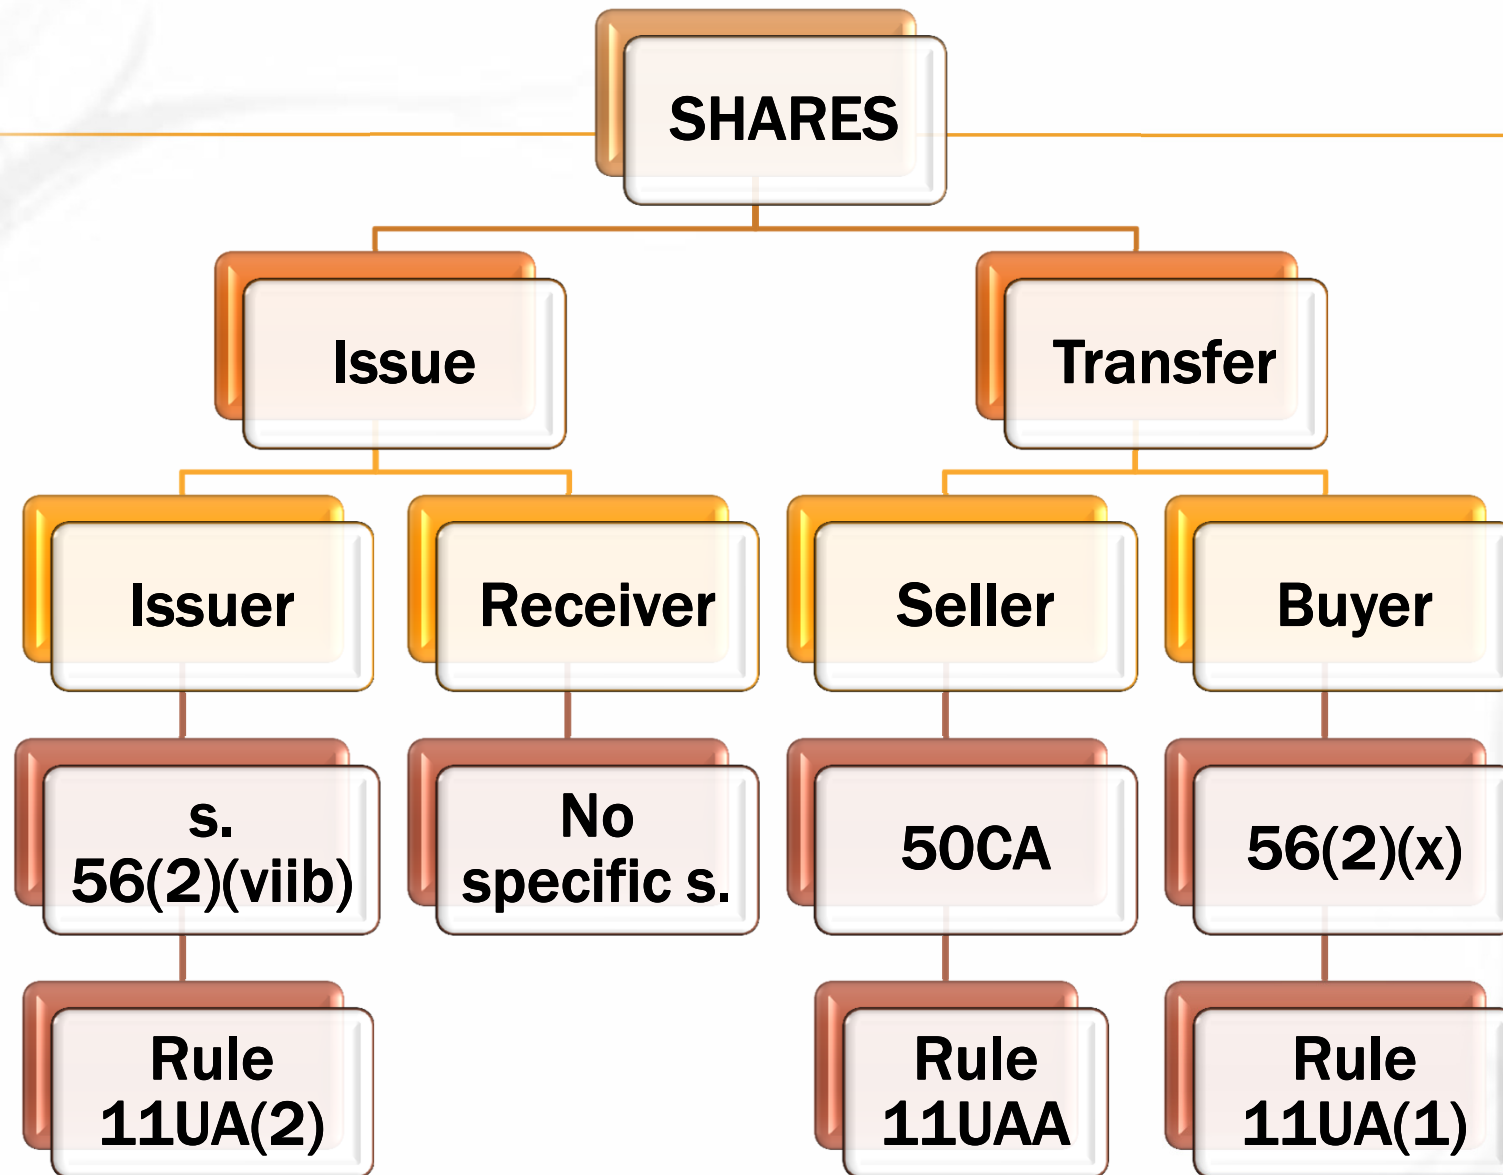 SHARES
Issue
Transfer
Issuer
Receiver
Seller
Buyer
s.
56(2)(viib)
No
specific s.
50CA
56(2)(x)
Rule
11UA(2)
Rule
11UAA
Rule
11UA(1)